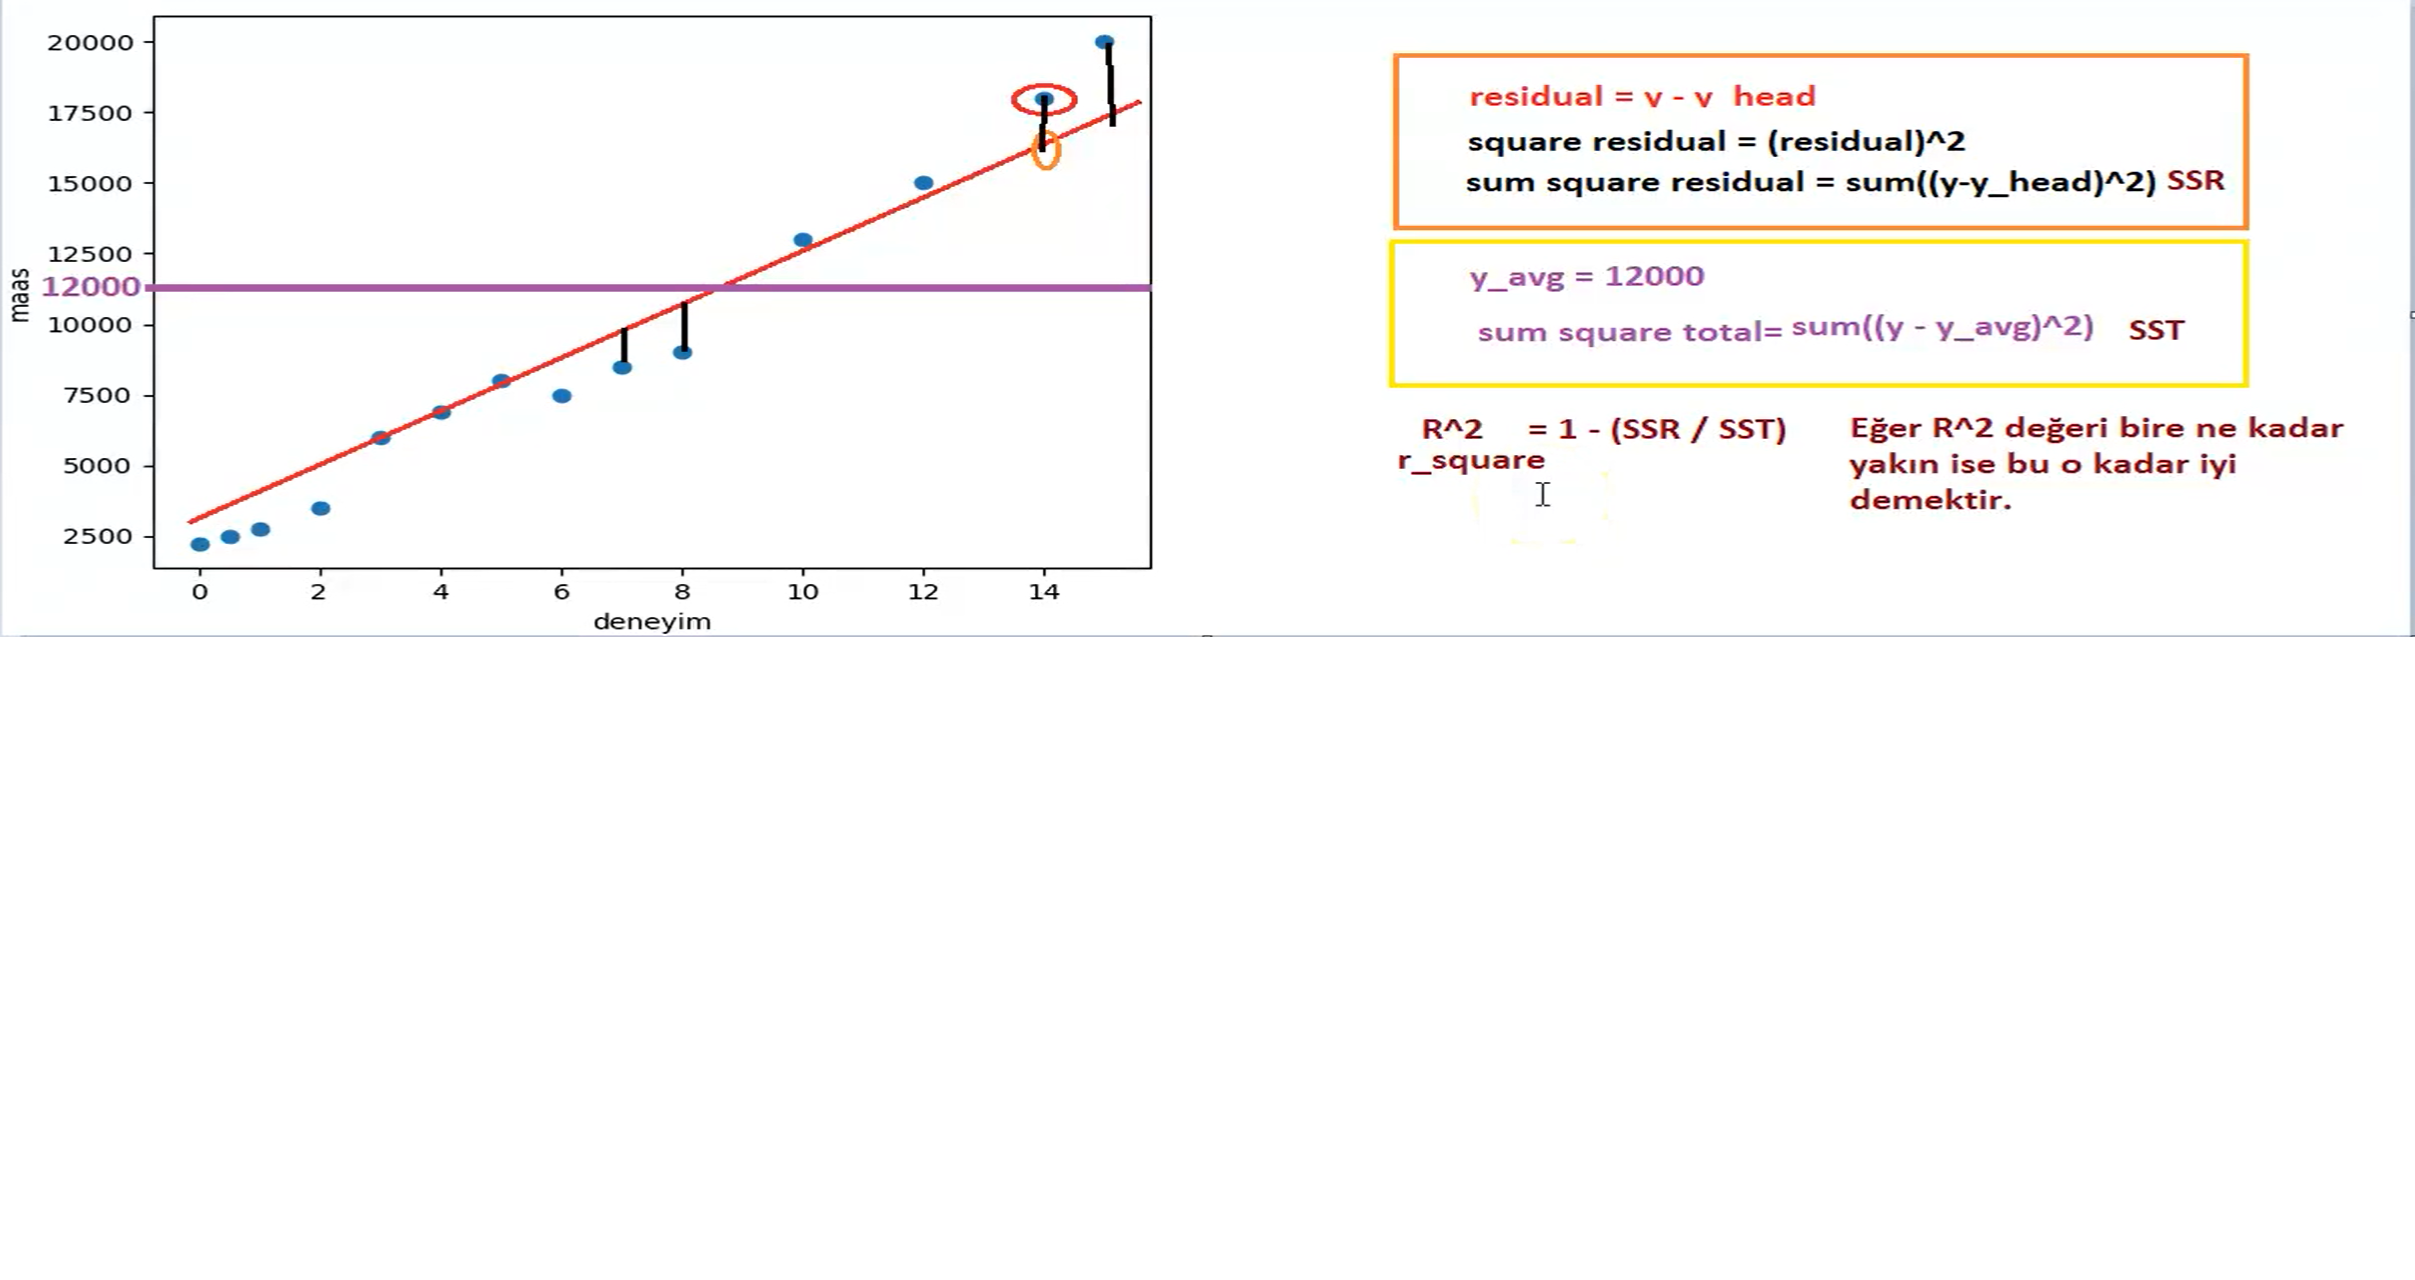 20000
17500
15000
12500
12000
10000
7500
5000
2500
maas
0 2 4 6 8 10 12 14
deneyim
residual = y - y head
square residual = (residual)^2
sum square residual = sum((y-y_head)^2) SSR
y_avg = 12000
sum square total= sum((y - y_avg)^2) SST
R^2 = 1 - (SSR / SST)
r_square
Eğer R^2 değeri bire ne kadar
yakın ise bu o kadar iyi
demektir.